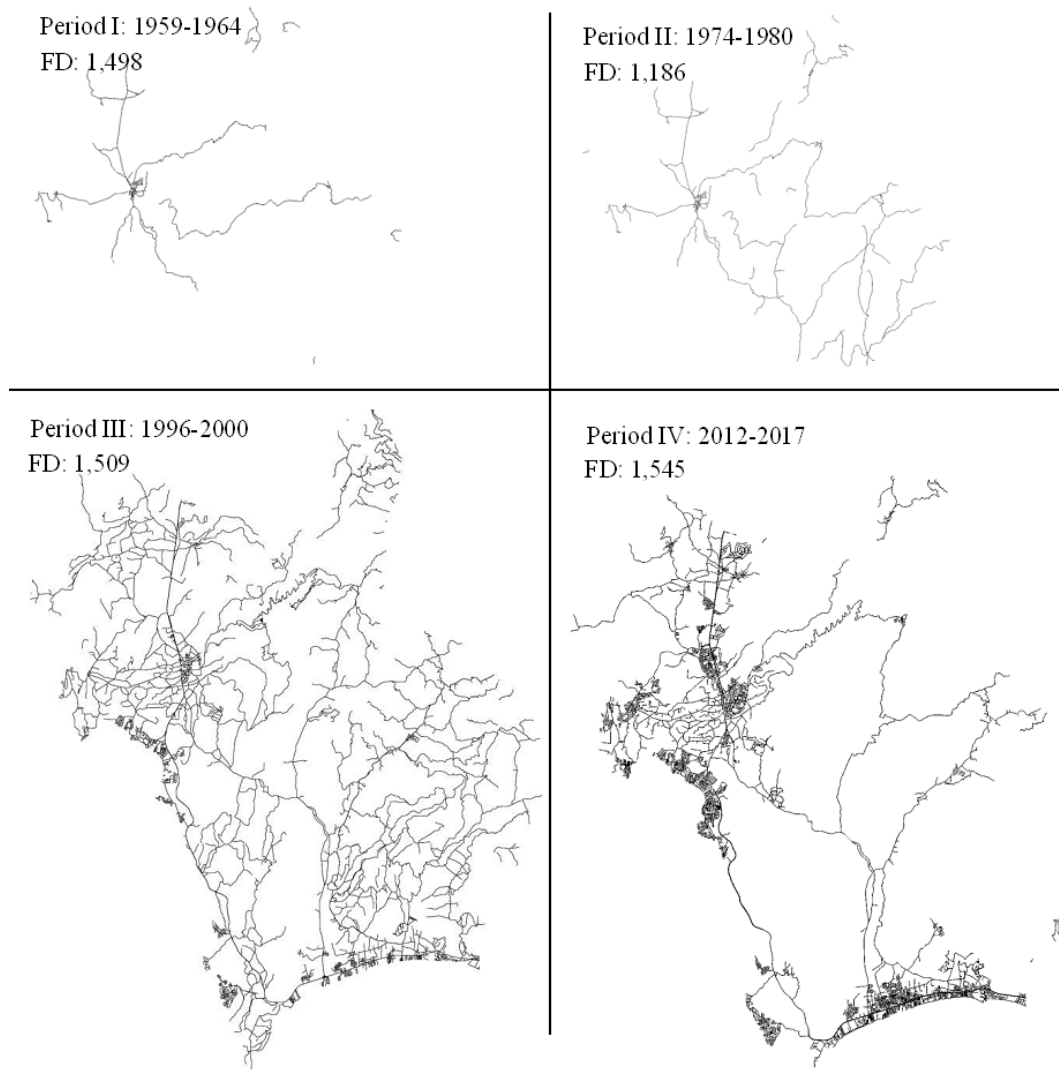 Period I: 1959-1964
FD: 1,498
Period II: 1974-1980
FD: 1,186
Period III: 1996-2000
FD: 1,509
Period IV: 2012-2017
FD: 1,545